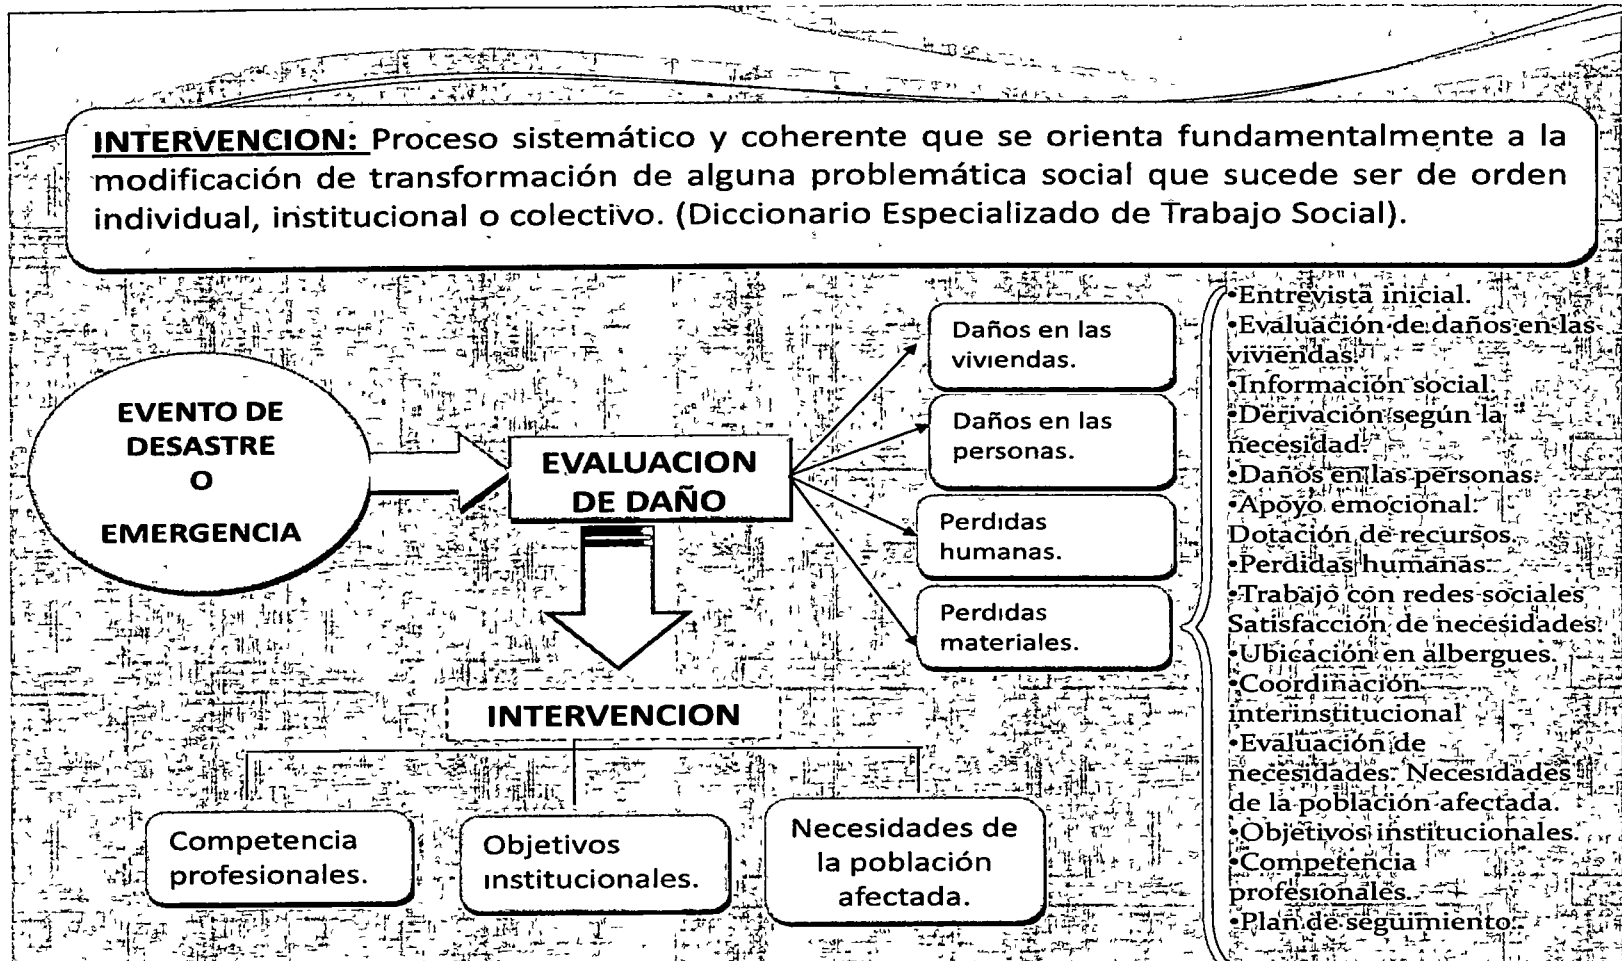 INTERVENCION: Proceso sistemático y coherente que se orienta fundamentalmente a la
modificación de transformación de alguna problemática social que sucede ser de orden
individual, institucional o colectivo. (Diccionario Especializado de Trabajo Social).
EVENTO DE
DESASTRE
O
EMERGENCIA
EVALUACION
DE DAÑO
Daños en las
viviendas.
Daños en las
personas.
Perdidas
humanas.
Perdidas
materiales.
INTERVENCION
Competencia
profesionales.
Objetivos
institucionales.
Necesidades de
la población
afectada.
•Entrevista inicial.
•Evaluación de daños en las
viviendas.
•Información social.
•Derivación según la
necesidad.
•Daños en las personas.
•Apoyo emocional.
Dotación de recursos.
•Perdidas humanas.
•Trabajo con redes sociales
Satisfacción de necesidades.
•Ubicación en albergues.
•Coordinación
interinstitucional
•Evaluación de
necesidades. Necesidades
de la población afectada.
•Objetivos institucionales.
•Competencia
profesionales.
•Plan de seguimiento.